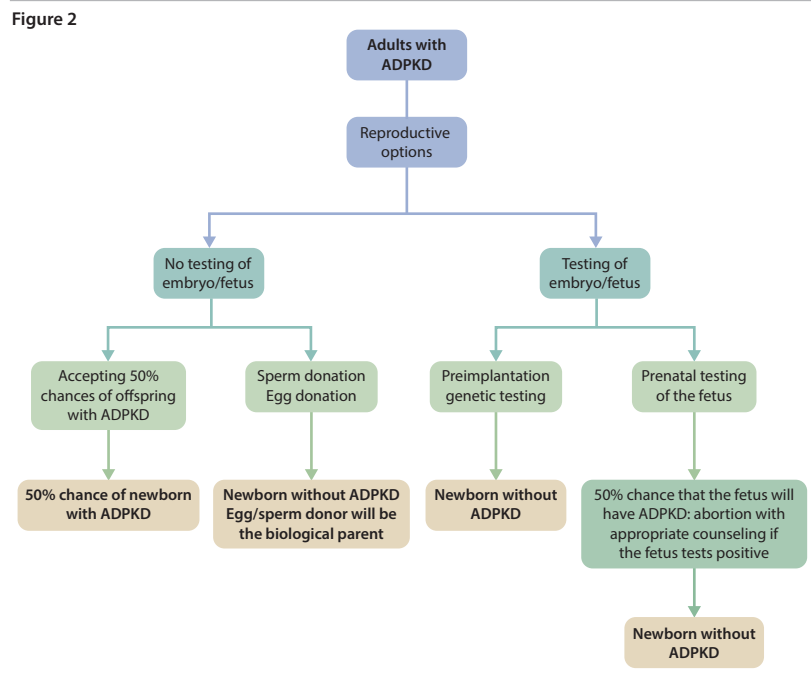 Figure 2
Adults with
ADPKD
Reproductive
options
No testing of
embryo/fetus
Testing of
embryo/fetus
Accepting 50%
chances of offspring
with ADPKD
Sperm donation
Egg donation
Preimplantation
genetic testing
Prenatal testing
of the fetus
50% chance of newborn
with ADPKD
Newborn without ADPKD
Egg/sperm donor will be
the biological parent
Newborn without
ADPKD
50% chance that the fetus will
have ADPKD: abortion with
appropriate counseling if
the fetus tests positive
Newborn without
ADPKD